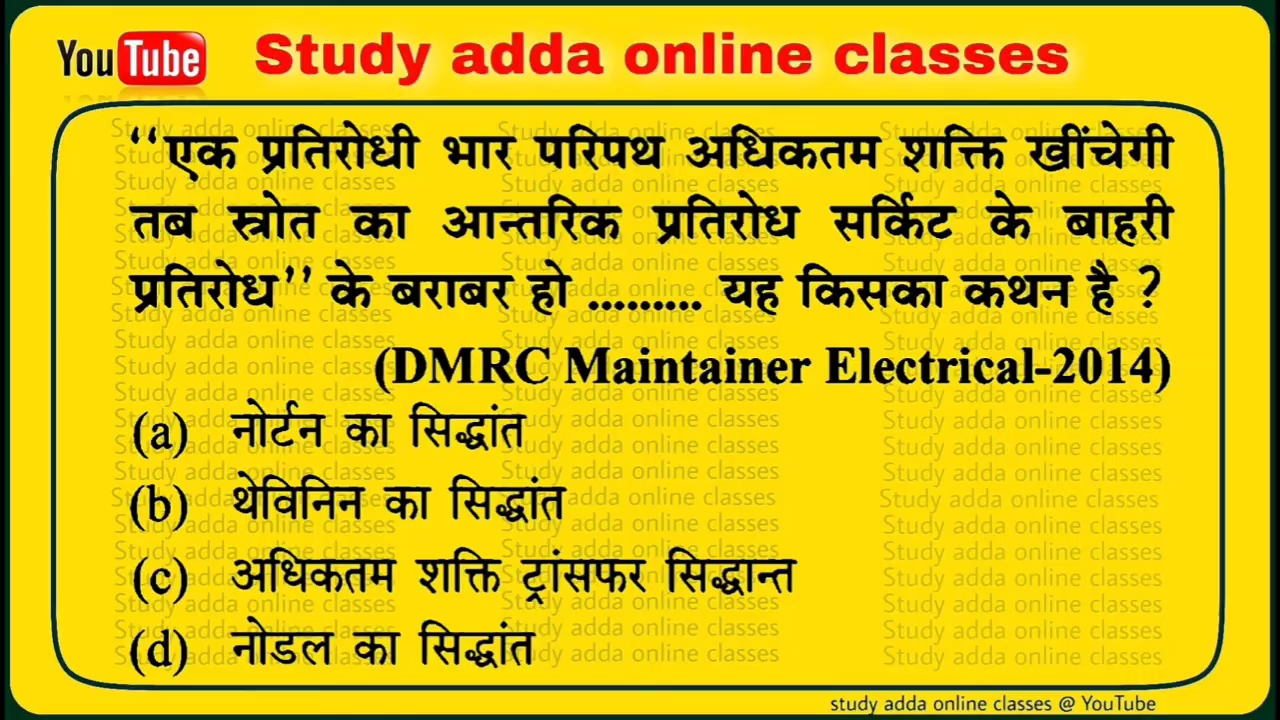 YouTube Study adda online classes
‘‘एक प्रतिरोधी भार परिपथ अधिकतम शक्ति खींचेगी
तब स्त्रोत का आन्तरिक प्रतिरोध सर्किट के बाहरी
प्रतिरोध’’ के बराबर हो ......... यह किसका कथन है ?
(DMRC Maintainer Electrical-2014)
(a) नोर्टन का सिद्धांत
(b) थेविनिन का सिद्धांत
(c) अधिकतम शक्ति ट्रांसफर सिद्धान्त
(d) नोडल का सिद्धांत
study adda online classes @ YouTube